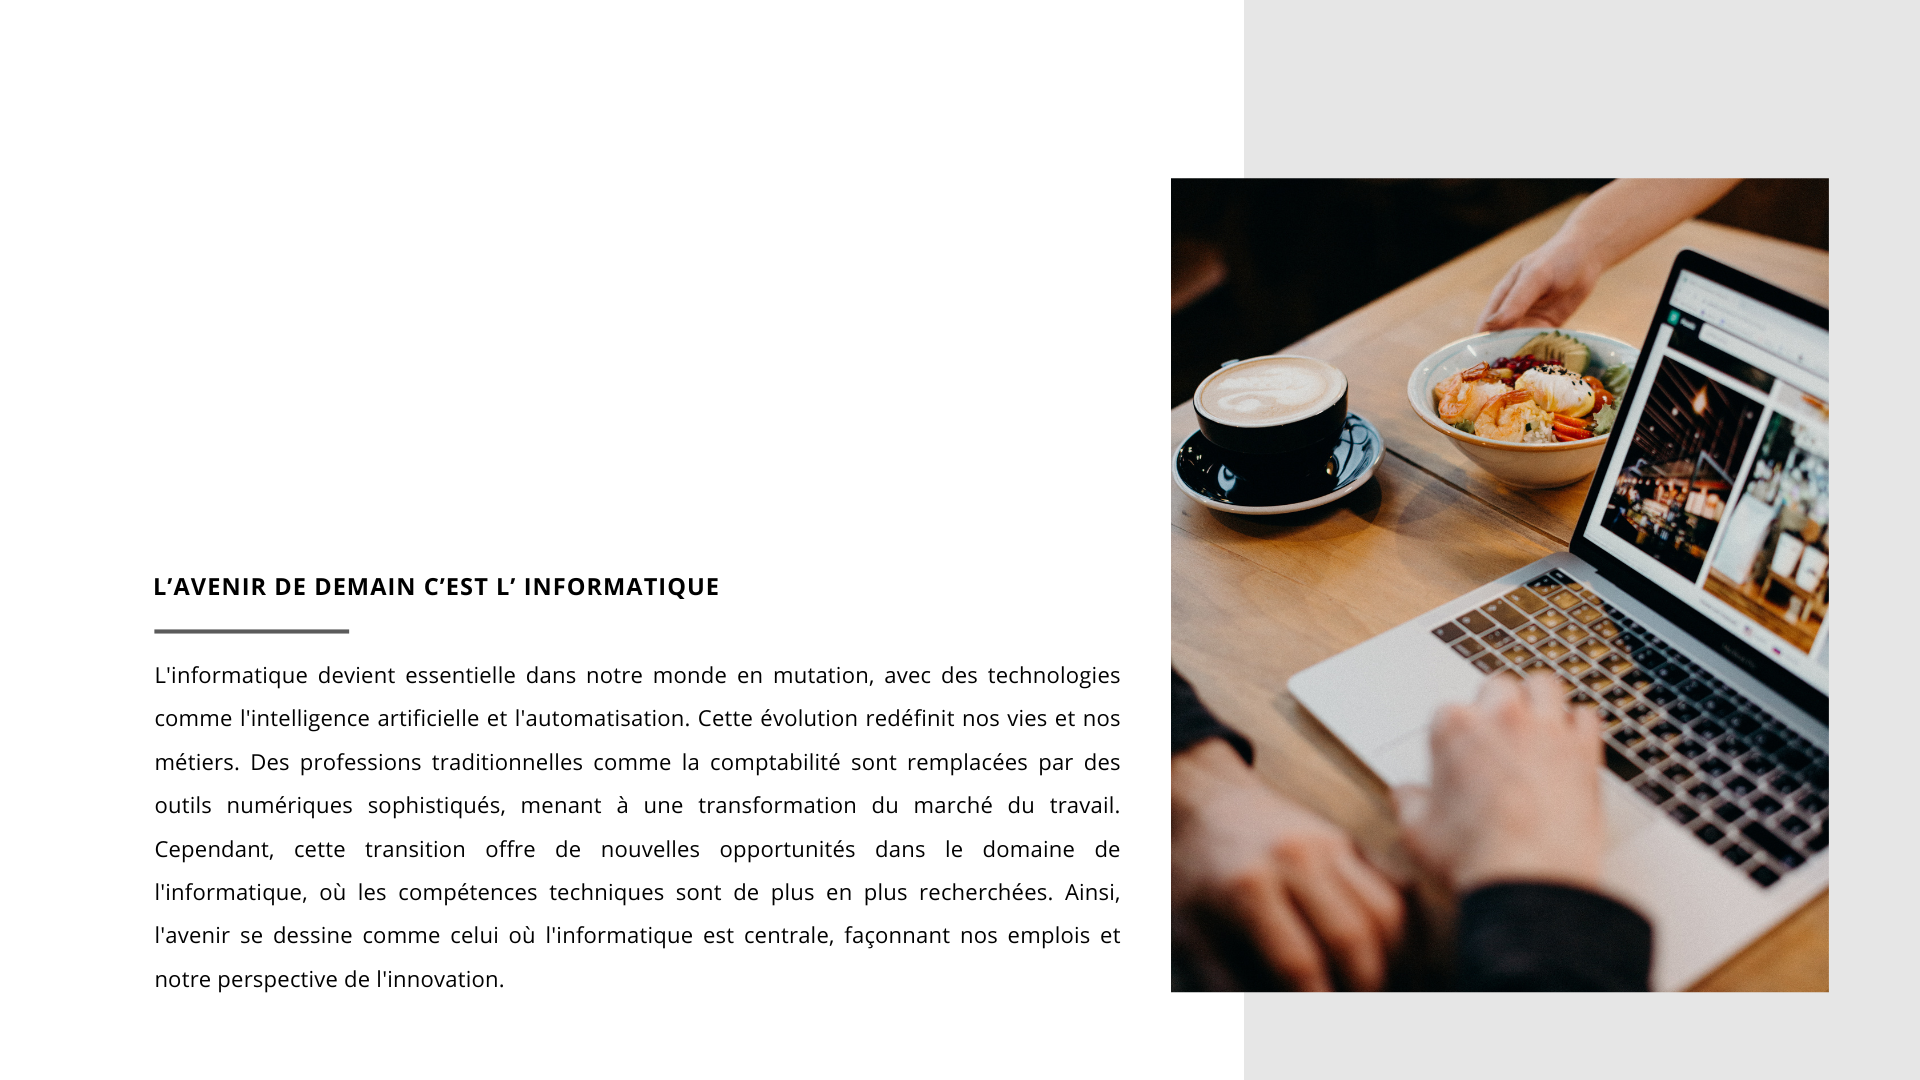 L’AVENIR DE DEMAIN C’EST L’ INFORMATIQUE
L'informatique devient essentielle dans notre monde en mutation, avec des technologies
comme l'intelligence artificielle et l'automatisation. Cette évolution redéfinit nos vies et nos
métiers. Des professions traditionnelles comme la comptabilité sont remplacées par des
outils numériques sophistiqués, menant à une transformation du marché du travail.
Cependant, cette transition offre de nouvelles opportunités dans le domaine de
l'informatique, où les compétences techniques sont de plus en plus recherchées. Ainsi,
l'avenir se dessine comme celui où l'informatique est centrale, façonnant nos emplois et
notre perspective de l'innovation.